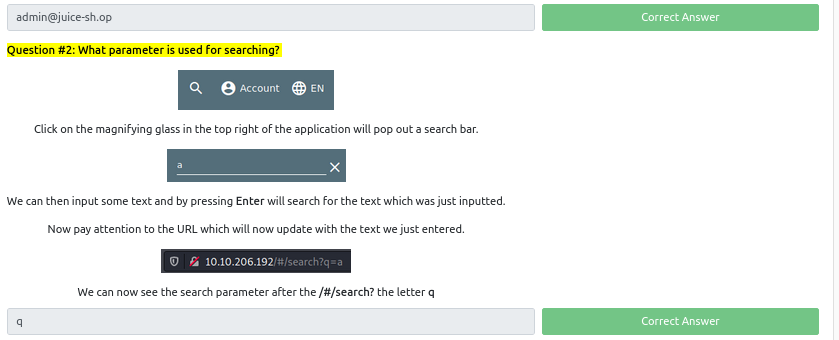 admin@juice-sh.op
Correct Answer
Question #2: What parameter is used for searching?
Account
EN
Click on the magnifying glass in the top right of the application will pop out a search bar.
a
We can then input some text and by pressing Enter will search for the text which was just inputted.
Now pay attention to the URL which will now update with the text we just entered.
10.10.206.192/#/search?q=a
We can now see the search parameter after the /#/search? the letter q
q
Correct Answer